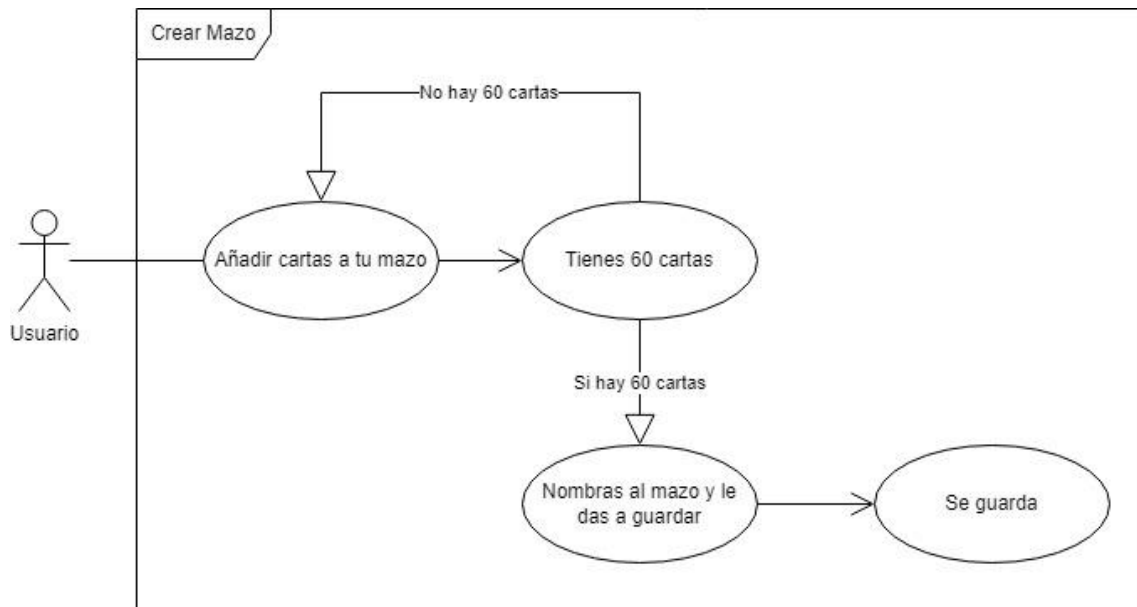 Crear Mazo
No hay 60 cartas
Añadir cartas a tu mazo
Tienes 60 cartas
Usuario
Si hay 60 cartas
Nombras al mazo y le
das a guardar
Se guarda